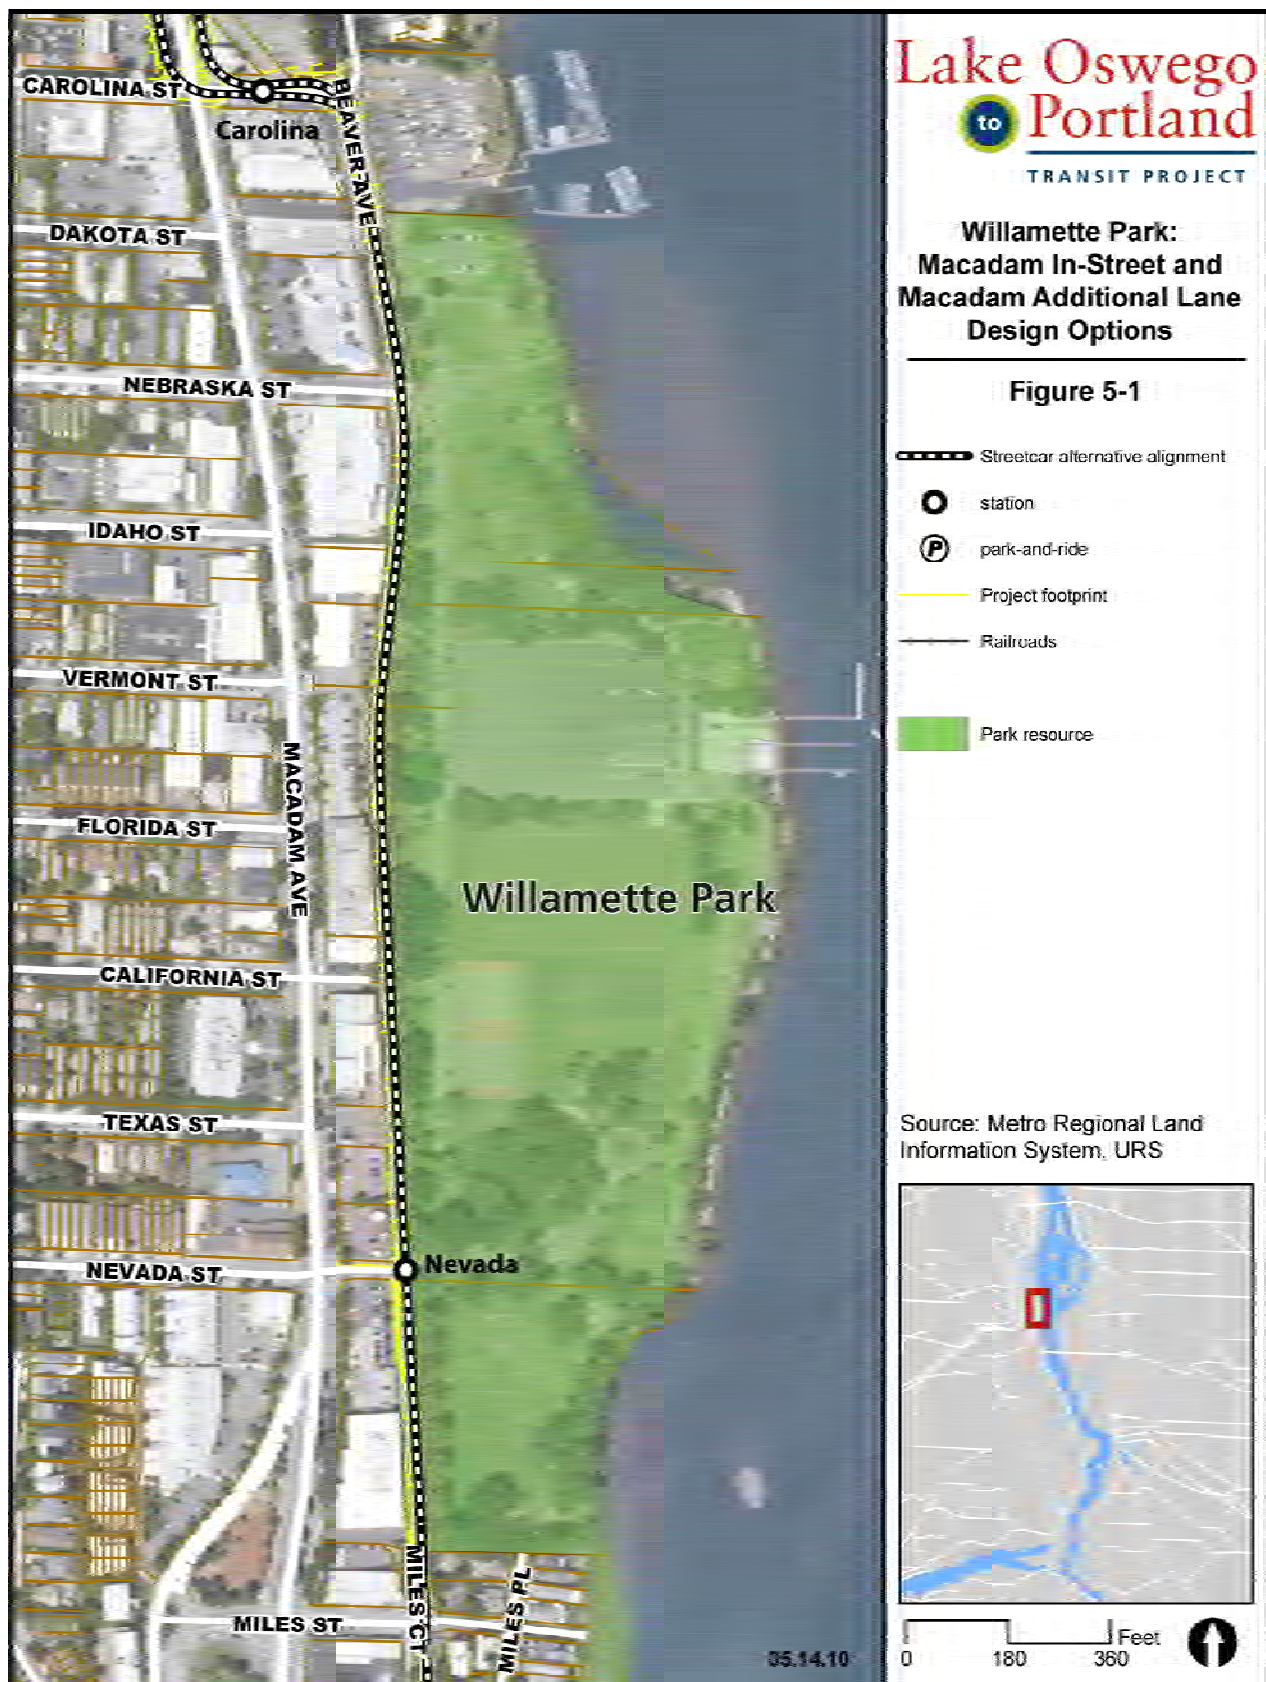 CAROLINA ST
Carolina
BEAVER AVE
DAKOTA ST
NEBRASKA ST
IDAHO ST
VERMONT ST
MACADAM AVE
FLORIDA ST
Willamette Park
CALIFORNIA ST
TEXAS ST
Nevada
NEVADA ST
MILES CT
MILES PL
MILES ST
05.14.10
Lake Oswego
to Portland
TRANSIT PROJECT
Willamette Park:
Macadam In-Street and
Macadam Additional Lane
Design Options
Figure 5-1
Streetcar alternative alignment
station
P park-and-ride
Project footprint
Railroads
Park resource
Source: Metro Regional Land
Information System, URS
Feet
0 180 360